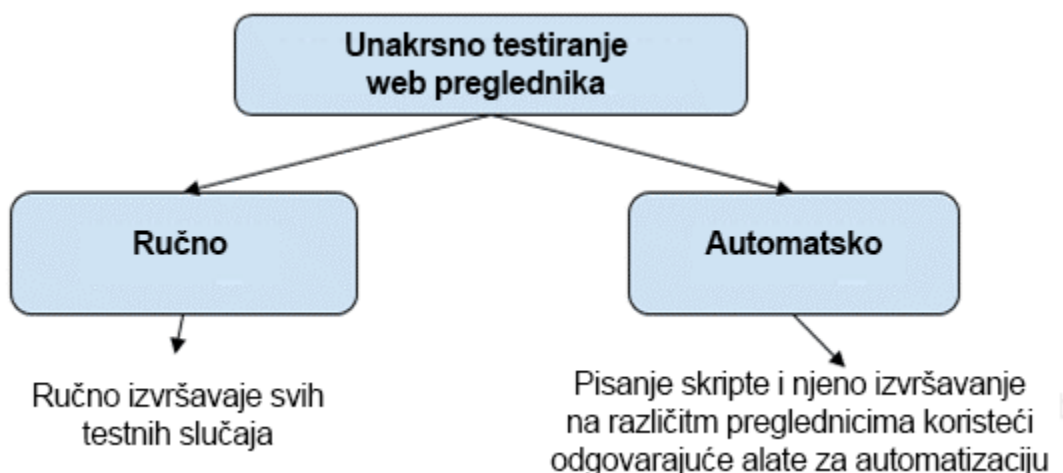 Unakrsno testiranje
web preglednika
Ručno
Automatsko
Ručno izvršavaje svih
testnih slučaja
Pisanje skripte i njeno izvršavanje
na različitm preglednicima koristeći
odgovarajuće alate za automatizaciju